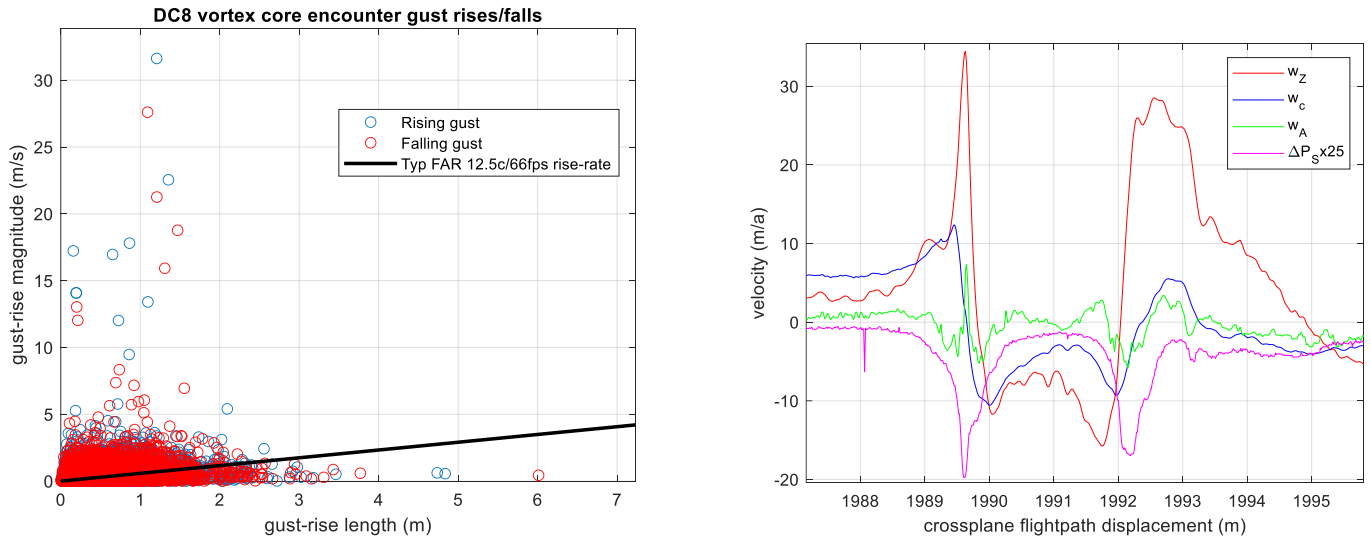 DC8 vortex core encounter gust rises/falls
gust-rise magnitude (m/s)
30
25
20
15
10
5
0
Rising gust
Falling gust
Typ FAR 12.5c/66fps rise-rate
0 1 2 3 4 5 6 7
gust-rise length (m)
velocity (m/a)
30
20
10
0
-10
-20
w_Z
w_c
w_A
ΔP_Sx25
1988 1989 1990 1991 1992 1993 1994 1995
crossplane flightpath displacement (m)